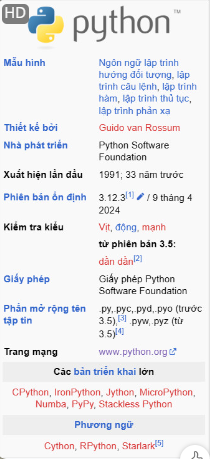 HD
python™
Mẫu hình
Ngôn ngữ lập trình
hướng đối tượng, lập
trình câu lệnh, lập trình
hàm, lập trình thủ tục,
lập trình phản xạ
Thiết kế bởi
Guido van Rossum
Nhà phát triển
Python Software
Foundation
Xuất hiện lần đầu
1991; 33 năm trước
Phiên bản ổn định
3.12.3[1] / 9 tháng 4
2024
Kiểm tra kiểu
Vịt, động, mạnh
từ phiên bản 3.5:
dần dần[2]
Giấy phép
Giấy phép Python
Software Foundation
Phần mở rộng tên
tập tin
.py,.pyc,.pyd,.pyo (trước
3.5),[3] .pyw,.pyz (từ
3.5)[4]
Trang mạng
www.python.org
Các bản triển khai lớn
CPython, IronPython, Jython, MicroPython,
Numba, PyPy, Stackless Python
Phương ngữ
Cython, RPython, Starlark[5]